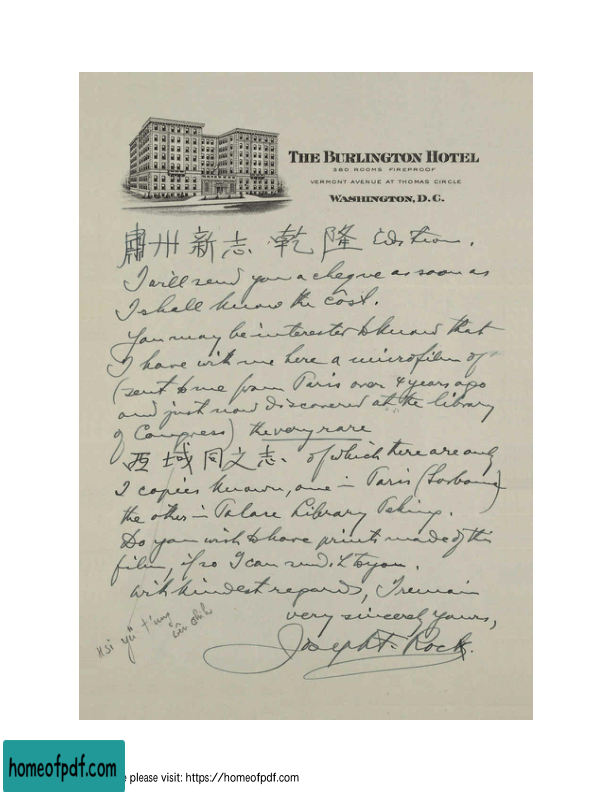 THE BURLINGTON HOTEL
380 ROOMS FIREPROOF
VERMONT AVENUE AT THOMAS CIRCLE
WASHINGTON, D.C.
肅州新志 乾隆 Edition.
I will send you a cheque as soon as
I shall know the cost.
You may be interested to know that
I have with me here a microfilm of
(sent to me from Paris over 4 years ago
and just now discovered at the library
of Congress) the very rare
西域同文志. of which there are only
2 copies known, one in Paris (Sorbonne)
the other in Palace Library Peking.
Do you wish to have prints made of this
film, if so I can send it to you.
With kindest regards, I remain
very sincerely yours,
Joseph F. Rock.
Hsi yü t'ung
wên chih
homeofpdf.com
e please visit: https://homeofpdf.com